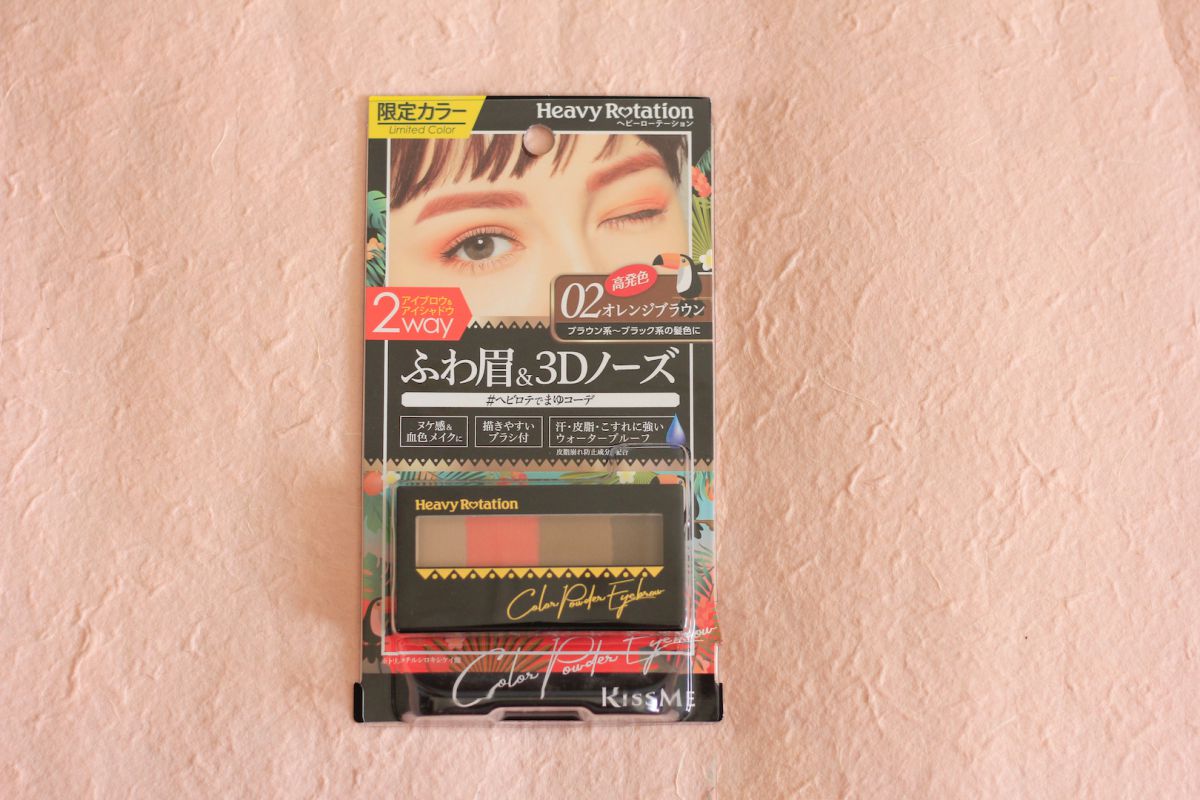 限定カラー
Limited Color
Heavy Rotation
ヘビーローテーション
高発色
02 オレンジブラウン
ブラウン系～ブラック系の髪色に
アイブロウ&
アイシャドウ
2way
ふわ眉&3Dノーズ
#ヘビロテでまゆコーデ
ヌケ感&
血色メイクに
描きやすい
ブラシ付
汗・皮脂・こすれに強い
ウォータープルーフ
皮脂崩れ防止成分 配合
Heavy Rotation
Color Powder Eyebrow
Color Powder Eyebrow
KISSME